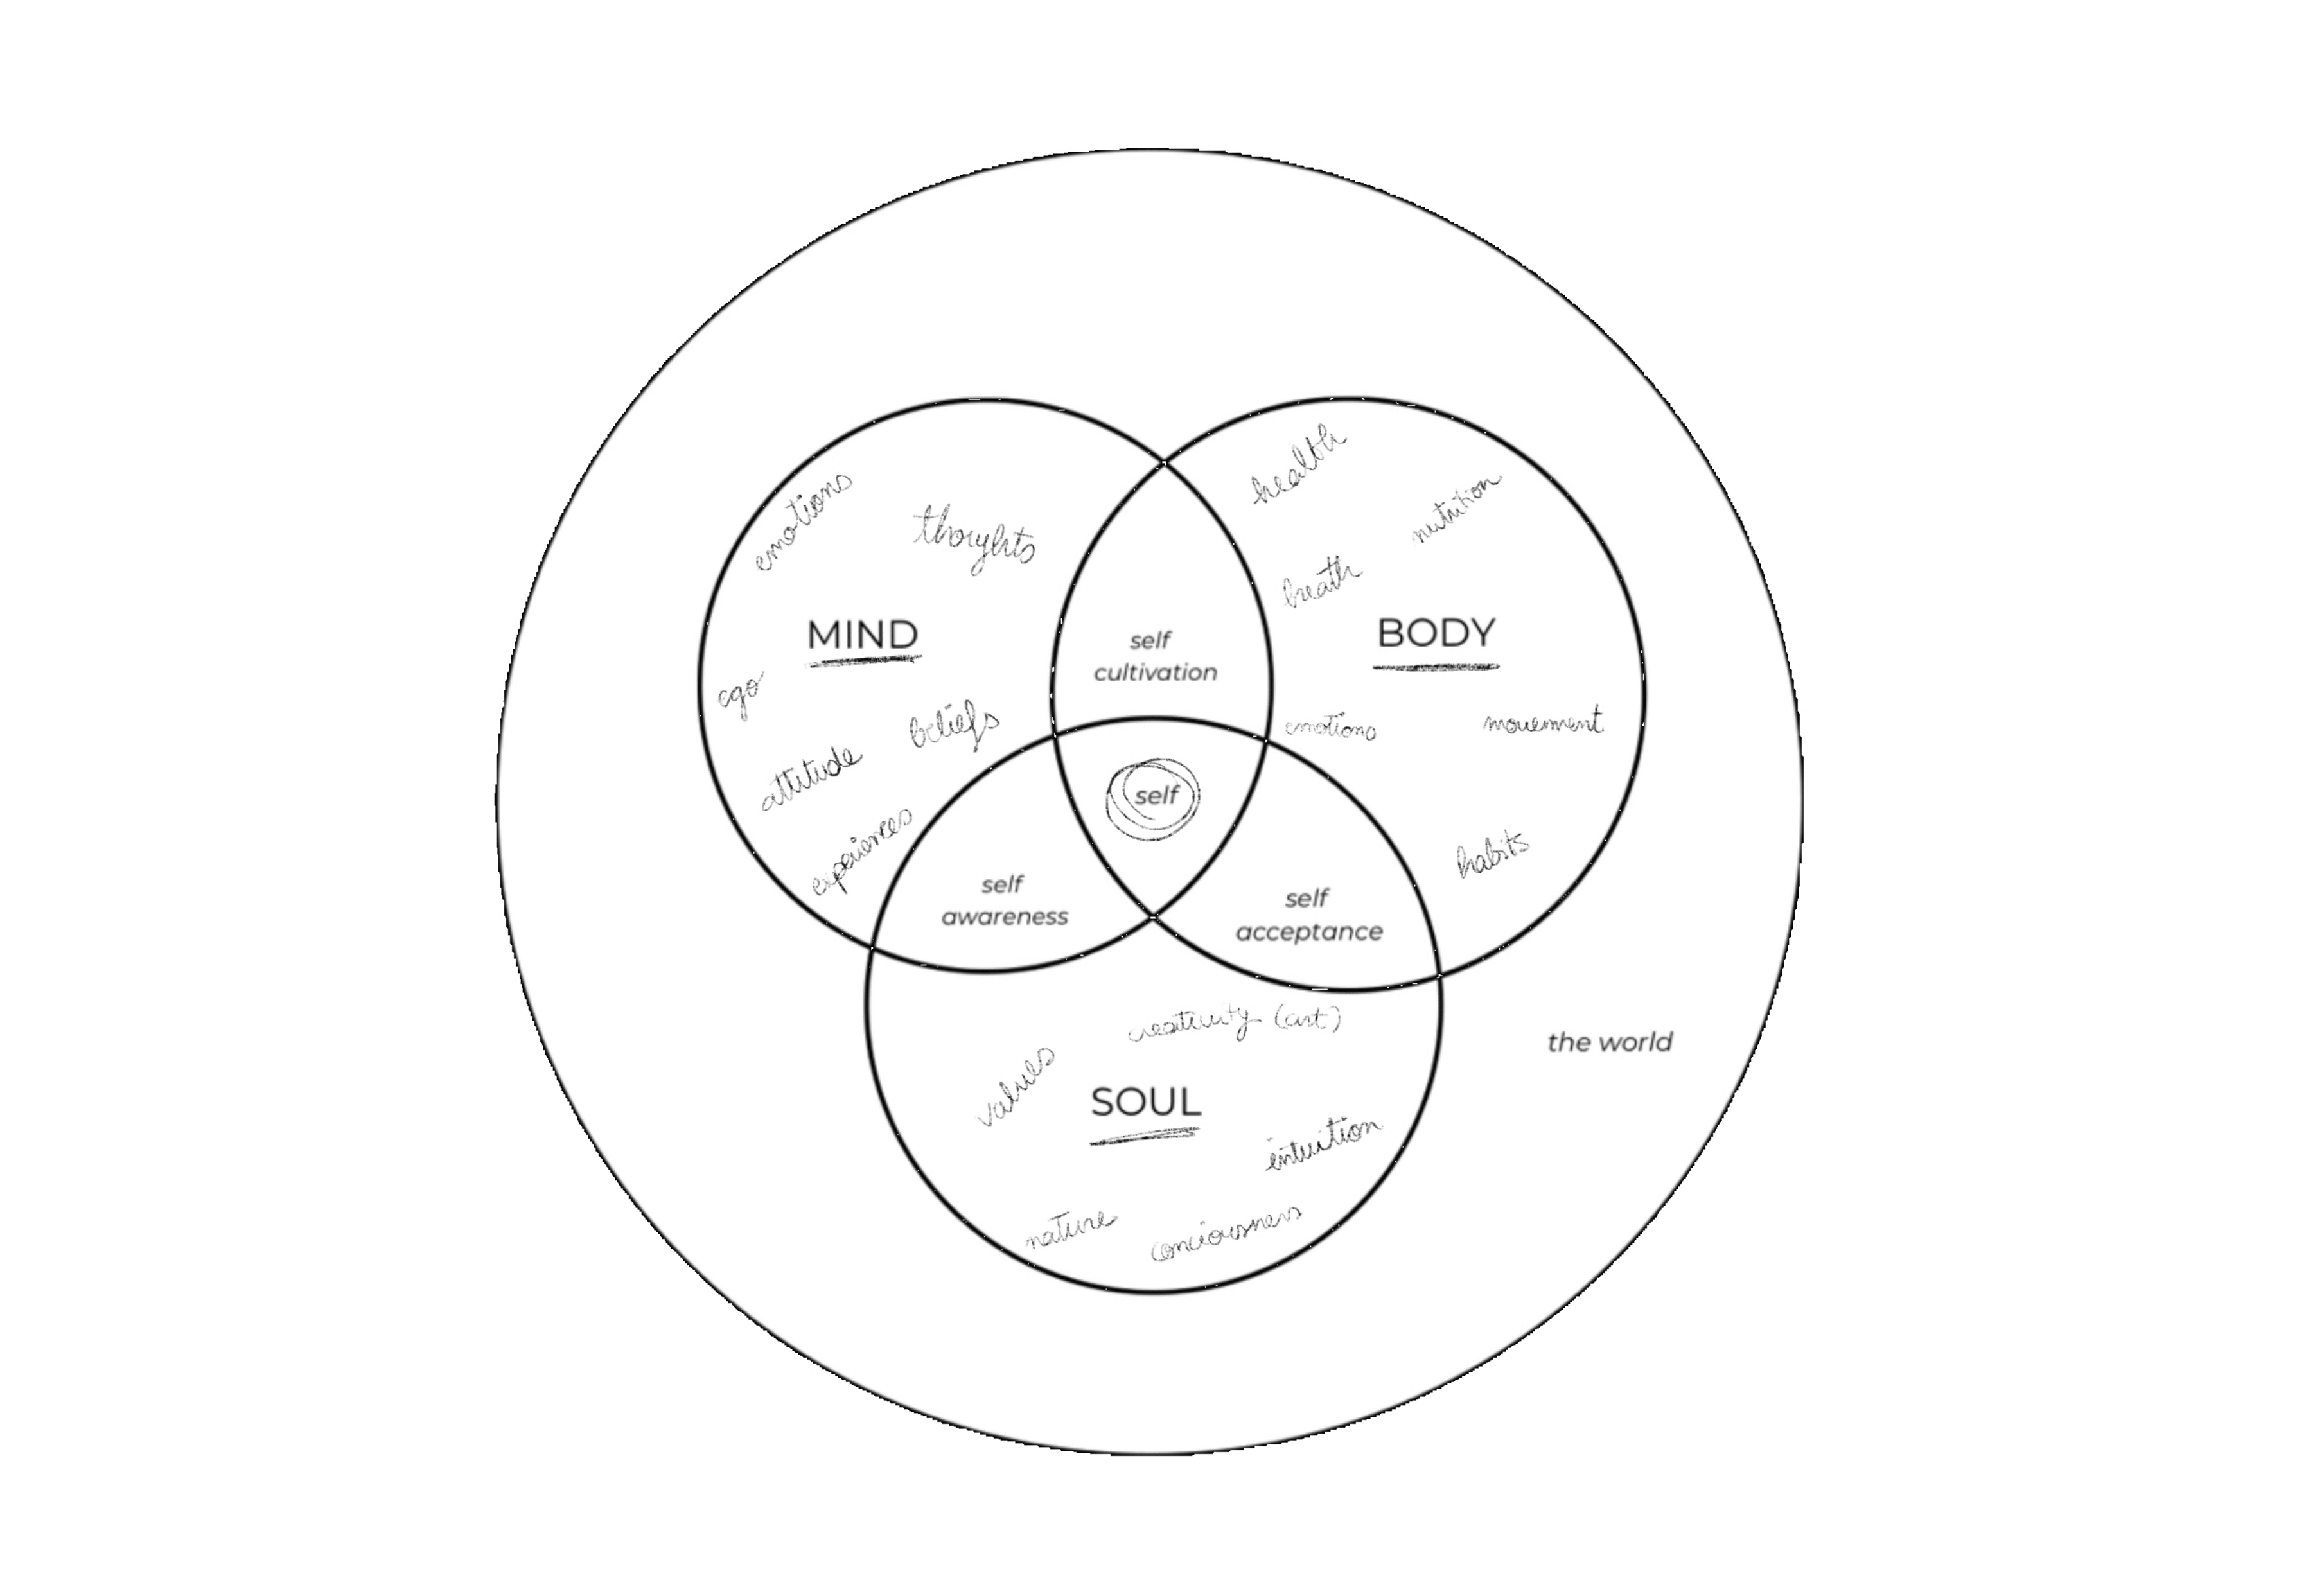 health
emotions
nutrition
thoughts
breath
MIND
self
cultivation
BODY
ego
beliefs
emotions
movement
attitude
self
experiences
habits
self
awareness
self
acceptance
creativity (art)
the world
values
SOUL
intuition
nature
conciousness